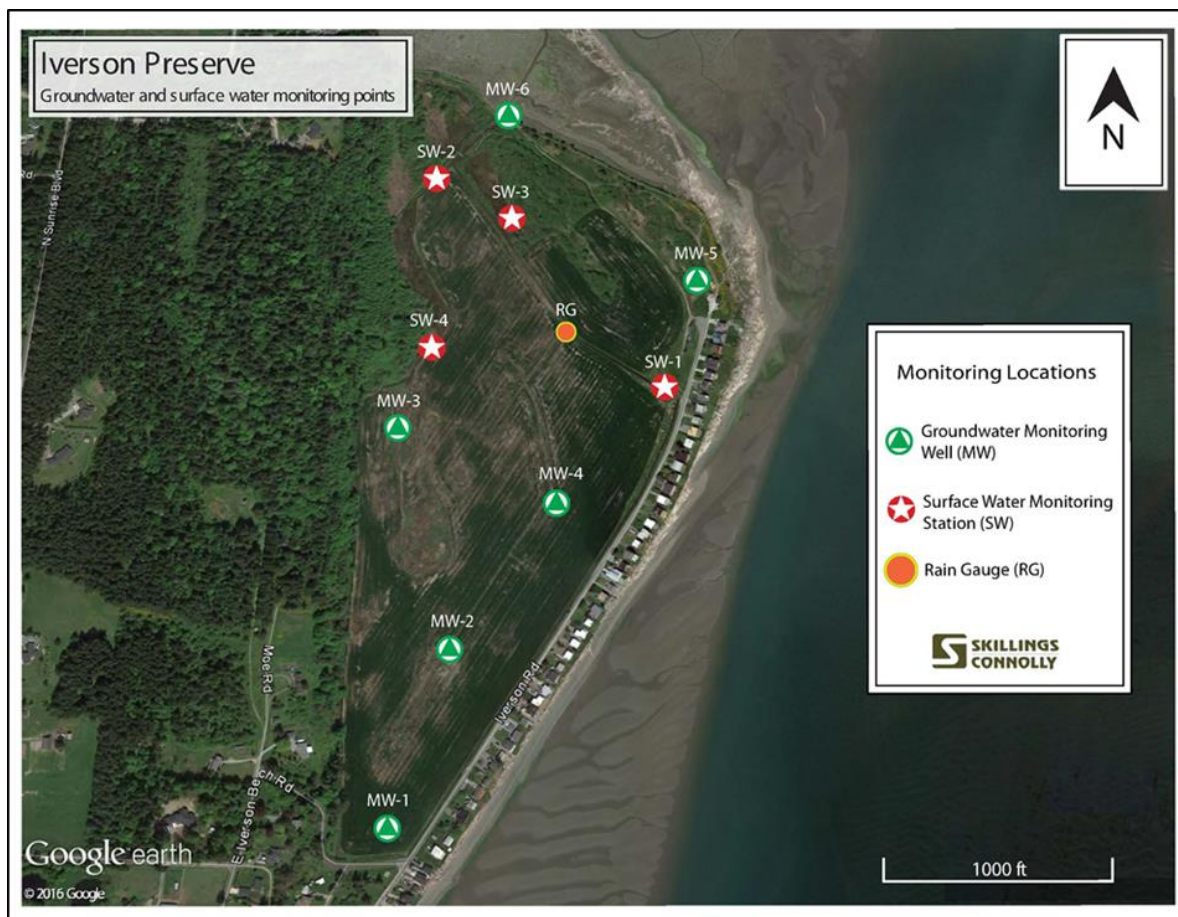 Iverson Preserve
Groundwater and surface water monitoring points
N
MW-6
SW-2
SW-3
Rd
N Sunrise Blvd
MW-5
RG
SW-4
SW-1
MW-3
MW-4
MW-2
Moe Rd
Iverson Rd
E Iverson Beach Rd
MW-1
Monitoring Locations
Groundwater Monitoring
Well (MW)
Surface Water Monitoring
Station (SW)
Rain Gauge (RG)
SKILLINGS
CONNOLLY
Google earth
© 2016 Google
1000 ft